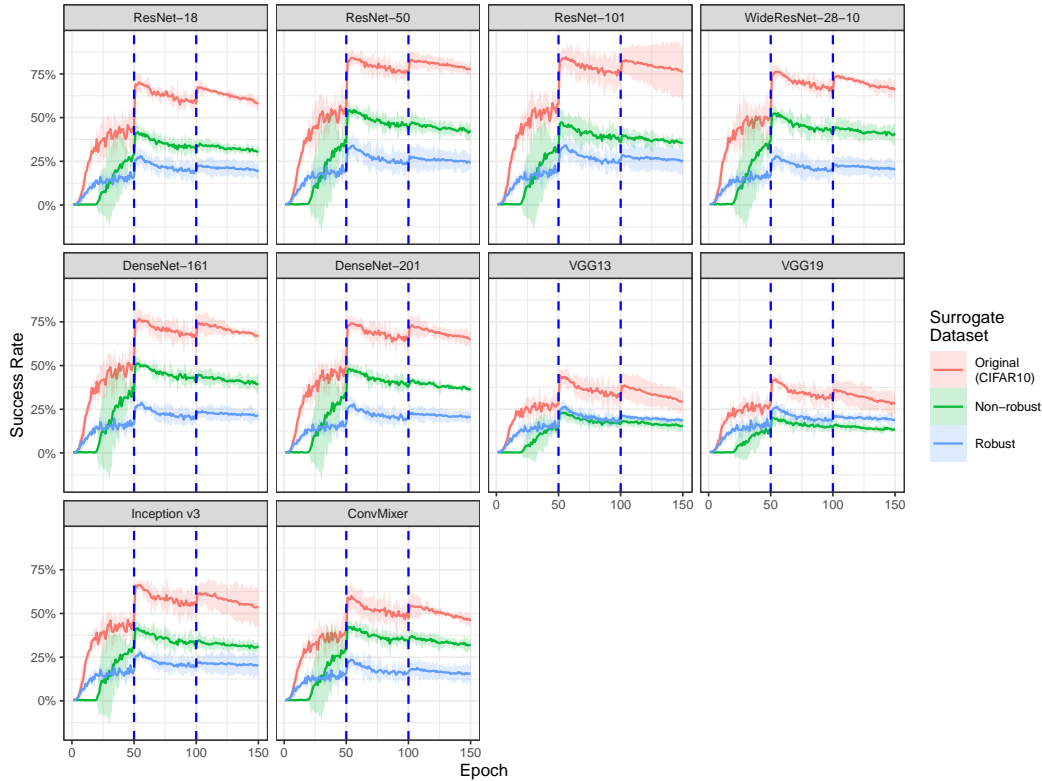 ResNet−18 ResNet−50 ResNet−101 WideResNet−28−10
75%
50%
25%
0%
DenseNet−161 DenseNet−201 VGG13 VGG19
75%
50%
25%
0%
0 50 100 150 0 50 100 150
Inception v3 ConvMixer
75%
50%
25%
0%
0 50 100 150 0 50 100 150
Epoch
Success Rate
Surrogate
Dataset
Original
(CIFAR10)
Non−robust
Robust